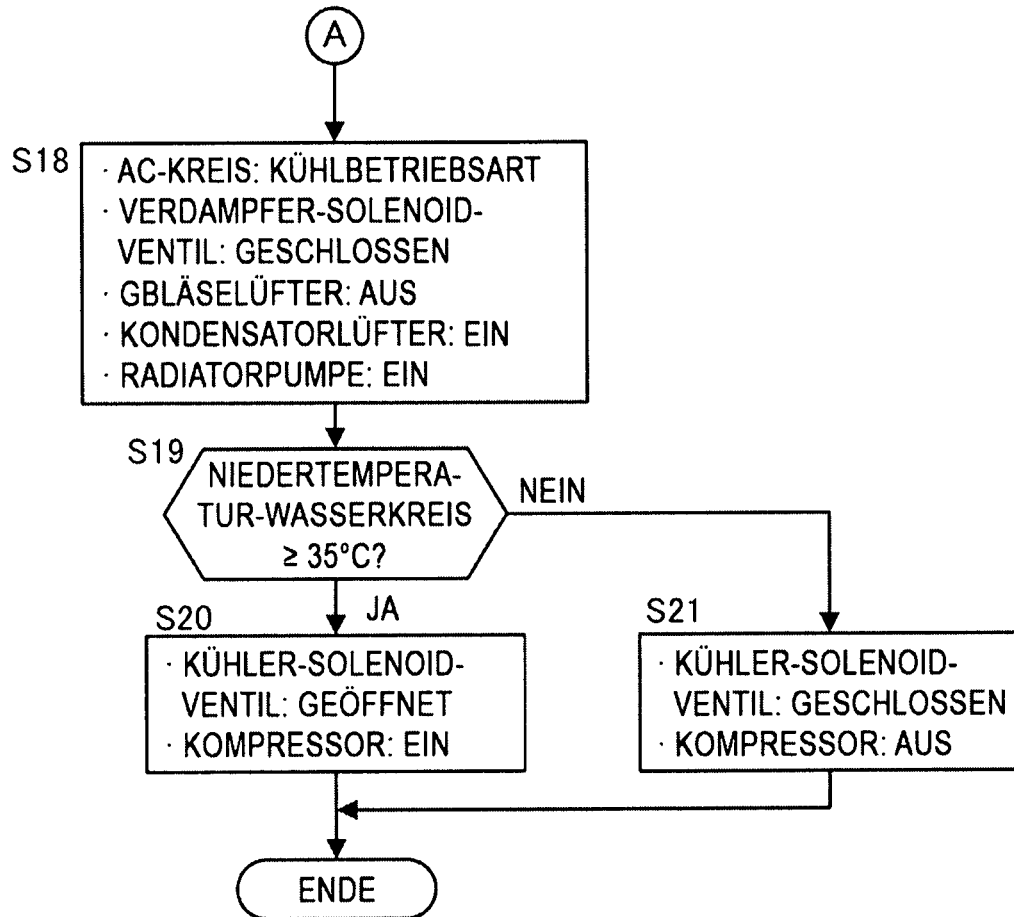 A
S18
· AC-KREIS: KÜHLBETRIEBSART
· VERDAMPFER-SOLENOID-
VENTIL: GESCHLOSSEN
· GBLÄSELÜFTER: AUS
· KONDENSATORLÜFTER: EIN
· RADIATORPUMPE: EIN
S19
NIEDERTEMPERA-
TUR-WASSERKREIS
≥ 35°C?
NEIN
JA
S20
· KÜHLER-SOLENOID-
VENTIL: GEÖFFNET
· KOMPRESSOR: EIN
S21
· KÜHLER-SOLENOID-
VENTIL: GESCHLOSSEN
· KOMPRESSOR: AUS
ENDE